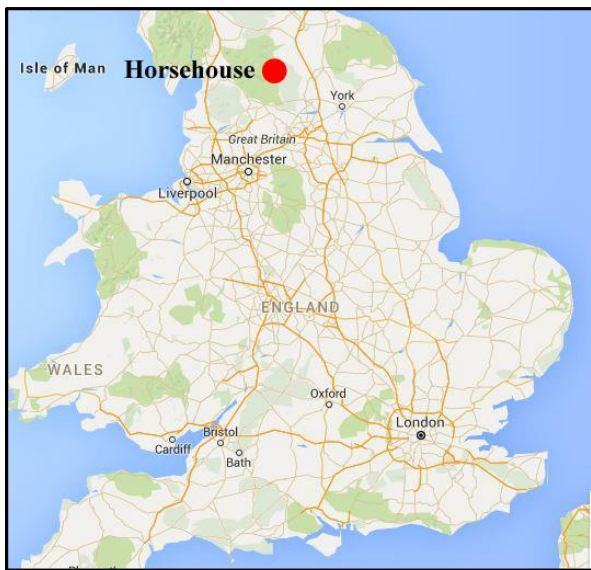 Isle of Man
Horsehouse
York
Great Britain
Manchester
Liverpool
ENGLAND
WALES
Oxford
London
Bristol
Cardiff
Bath